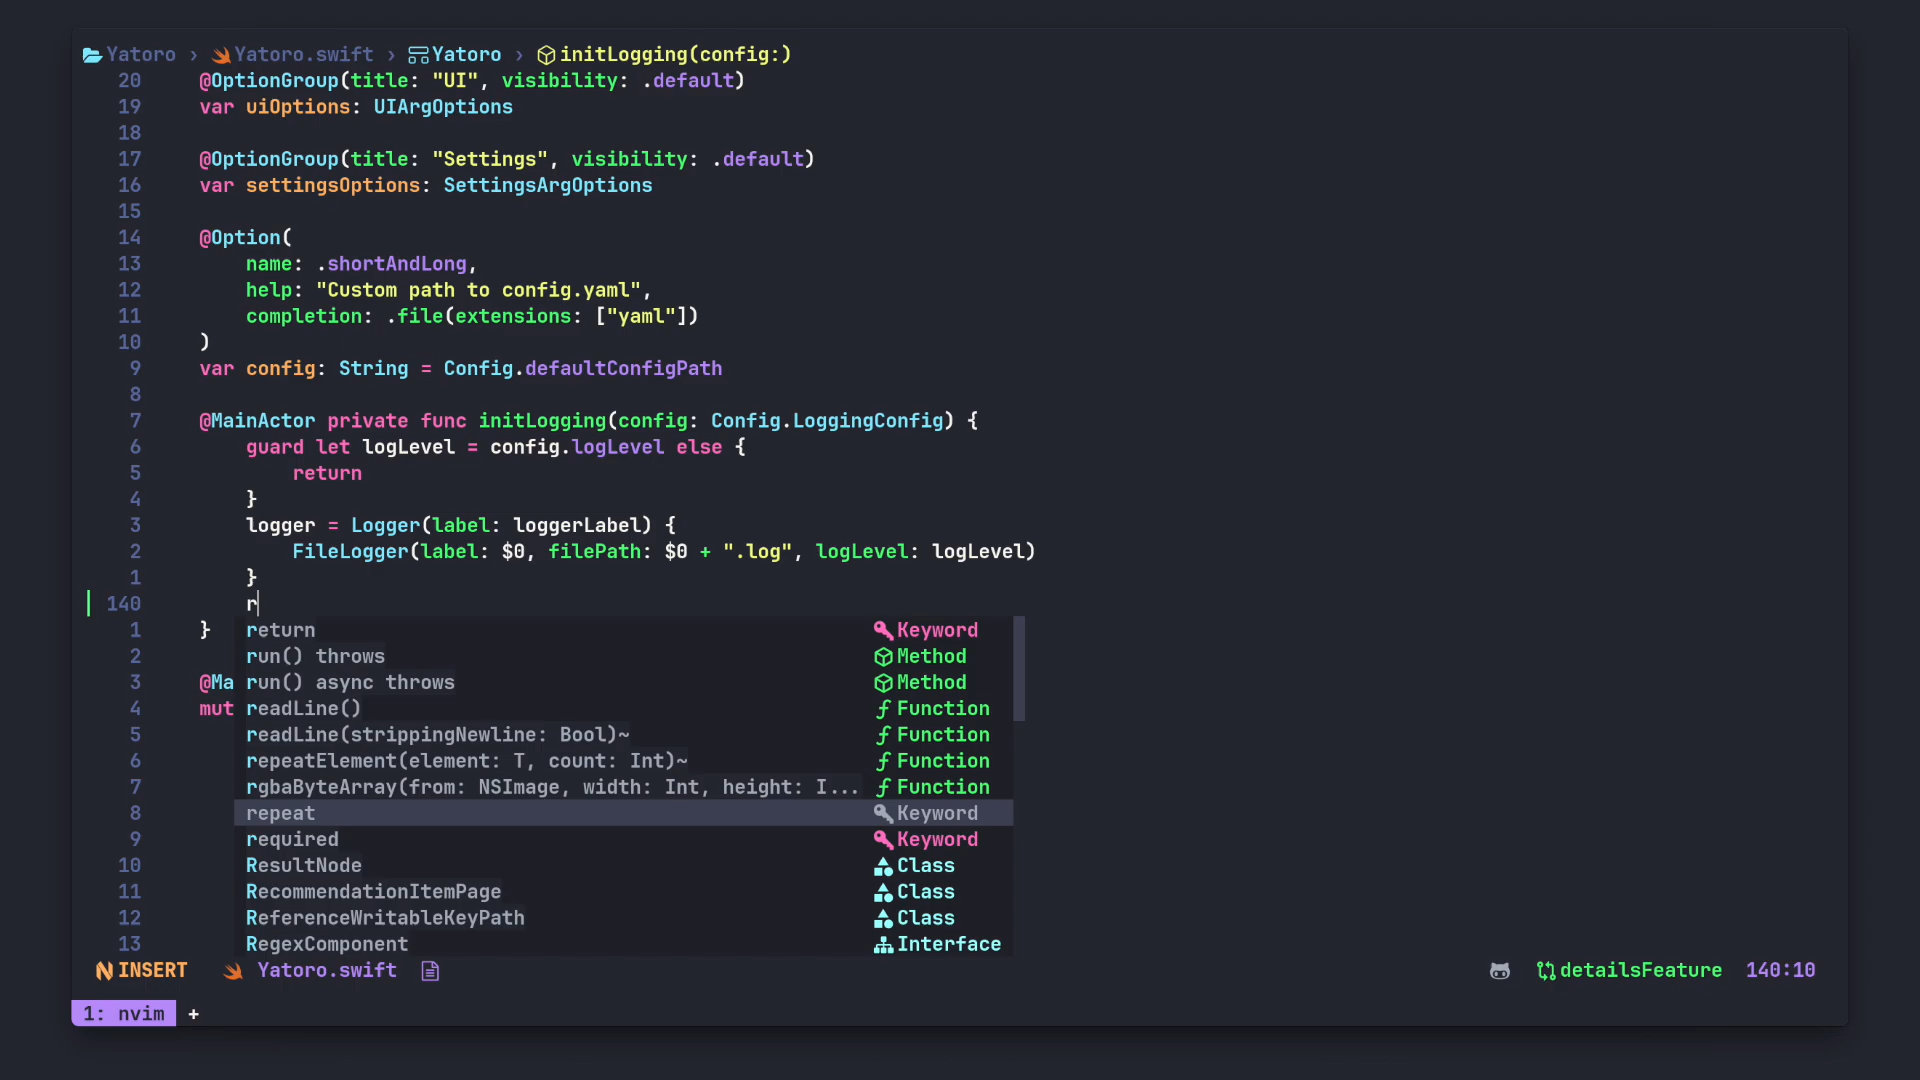 Yatoro › Yatoro.swift › Yatoro › initLogging(config:)
20 @OptionGroup(title: "UI", visibility: .default)
19 var uiOptions: UIArgOptions
18
17 @OptionGroup(title: "Settings", visibility: .default)
16 var settingsOptions: SettingsArgOptions
15
14 @Option(
13 name: .shortAndLong,
12 help: "Custom path to config.yaml",
11 completion: .file(extensions: ["yaml"])
10 )
9 var config: String = Config.defaultConfigPath
8
7 @MainActor private func initLogging(config: Config.LoggingConfig) {
6 guard let logLevel = config.logLevel else {
5 return
4 }
3 logger = Logger(label: loggerLabel) {
2 FileLogger(label: $0, filePath: $0 + ".log", logLevel: logLevel)
1 }
140 r
1 } return Keyword
2 run() throws Method
3 @Ma run() async throws Method
4 mut readLine() Function
5 readLine(strippingNewline: Bool)~ Function
6 repeatElement(element: T, count: Int)~ Function
7 rgbaByteArray(from: NSImage, width: Int, height: I... Function
8 repeat Keyword
9 required Keyword
10 ResultNode Class
11 RecommendationItemPage Class
12 ReferenceWritableKeyPath Class
13 RegexComponent Interface
INSERT Yatoro.swift detailsFeature 140:10
1: nvim +